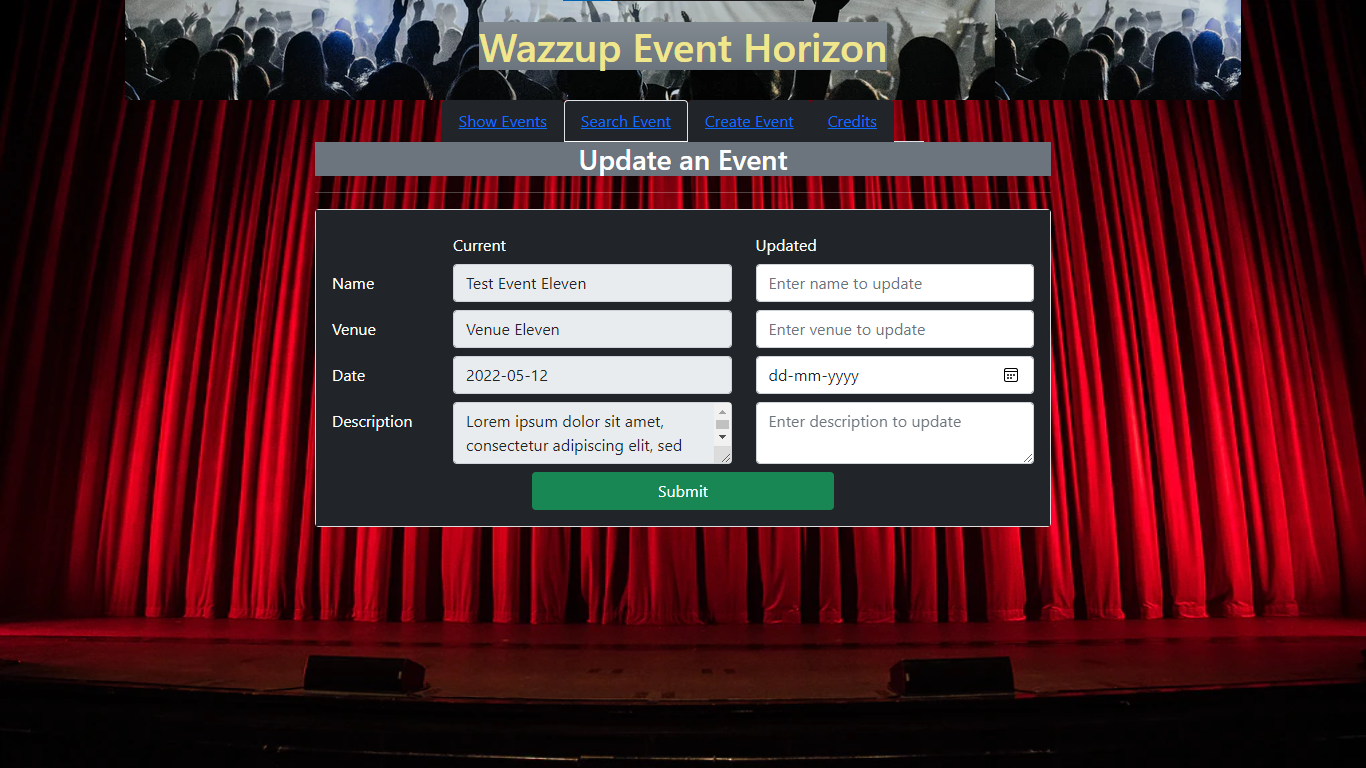 Wazzup Event Horizon
Show Events Search Event Create Event Credits
Update an Event
Current Updated
Name Test Event Eleven Enter name to update
Venue Venue Eleven Enter venue to update
Date 2022-05-12 dd-mm-yyyy
Description Lorem ipsum dolor sit amet, Enter description to update
consectetur adipiscing elit, sed
Submit